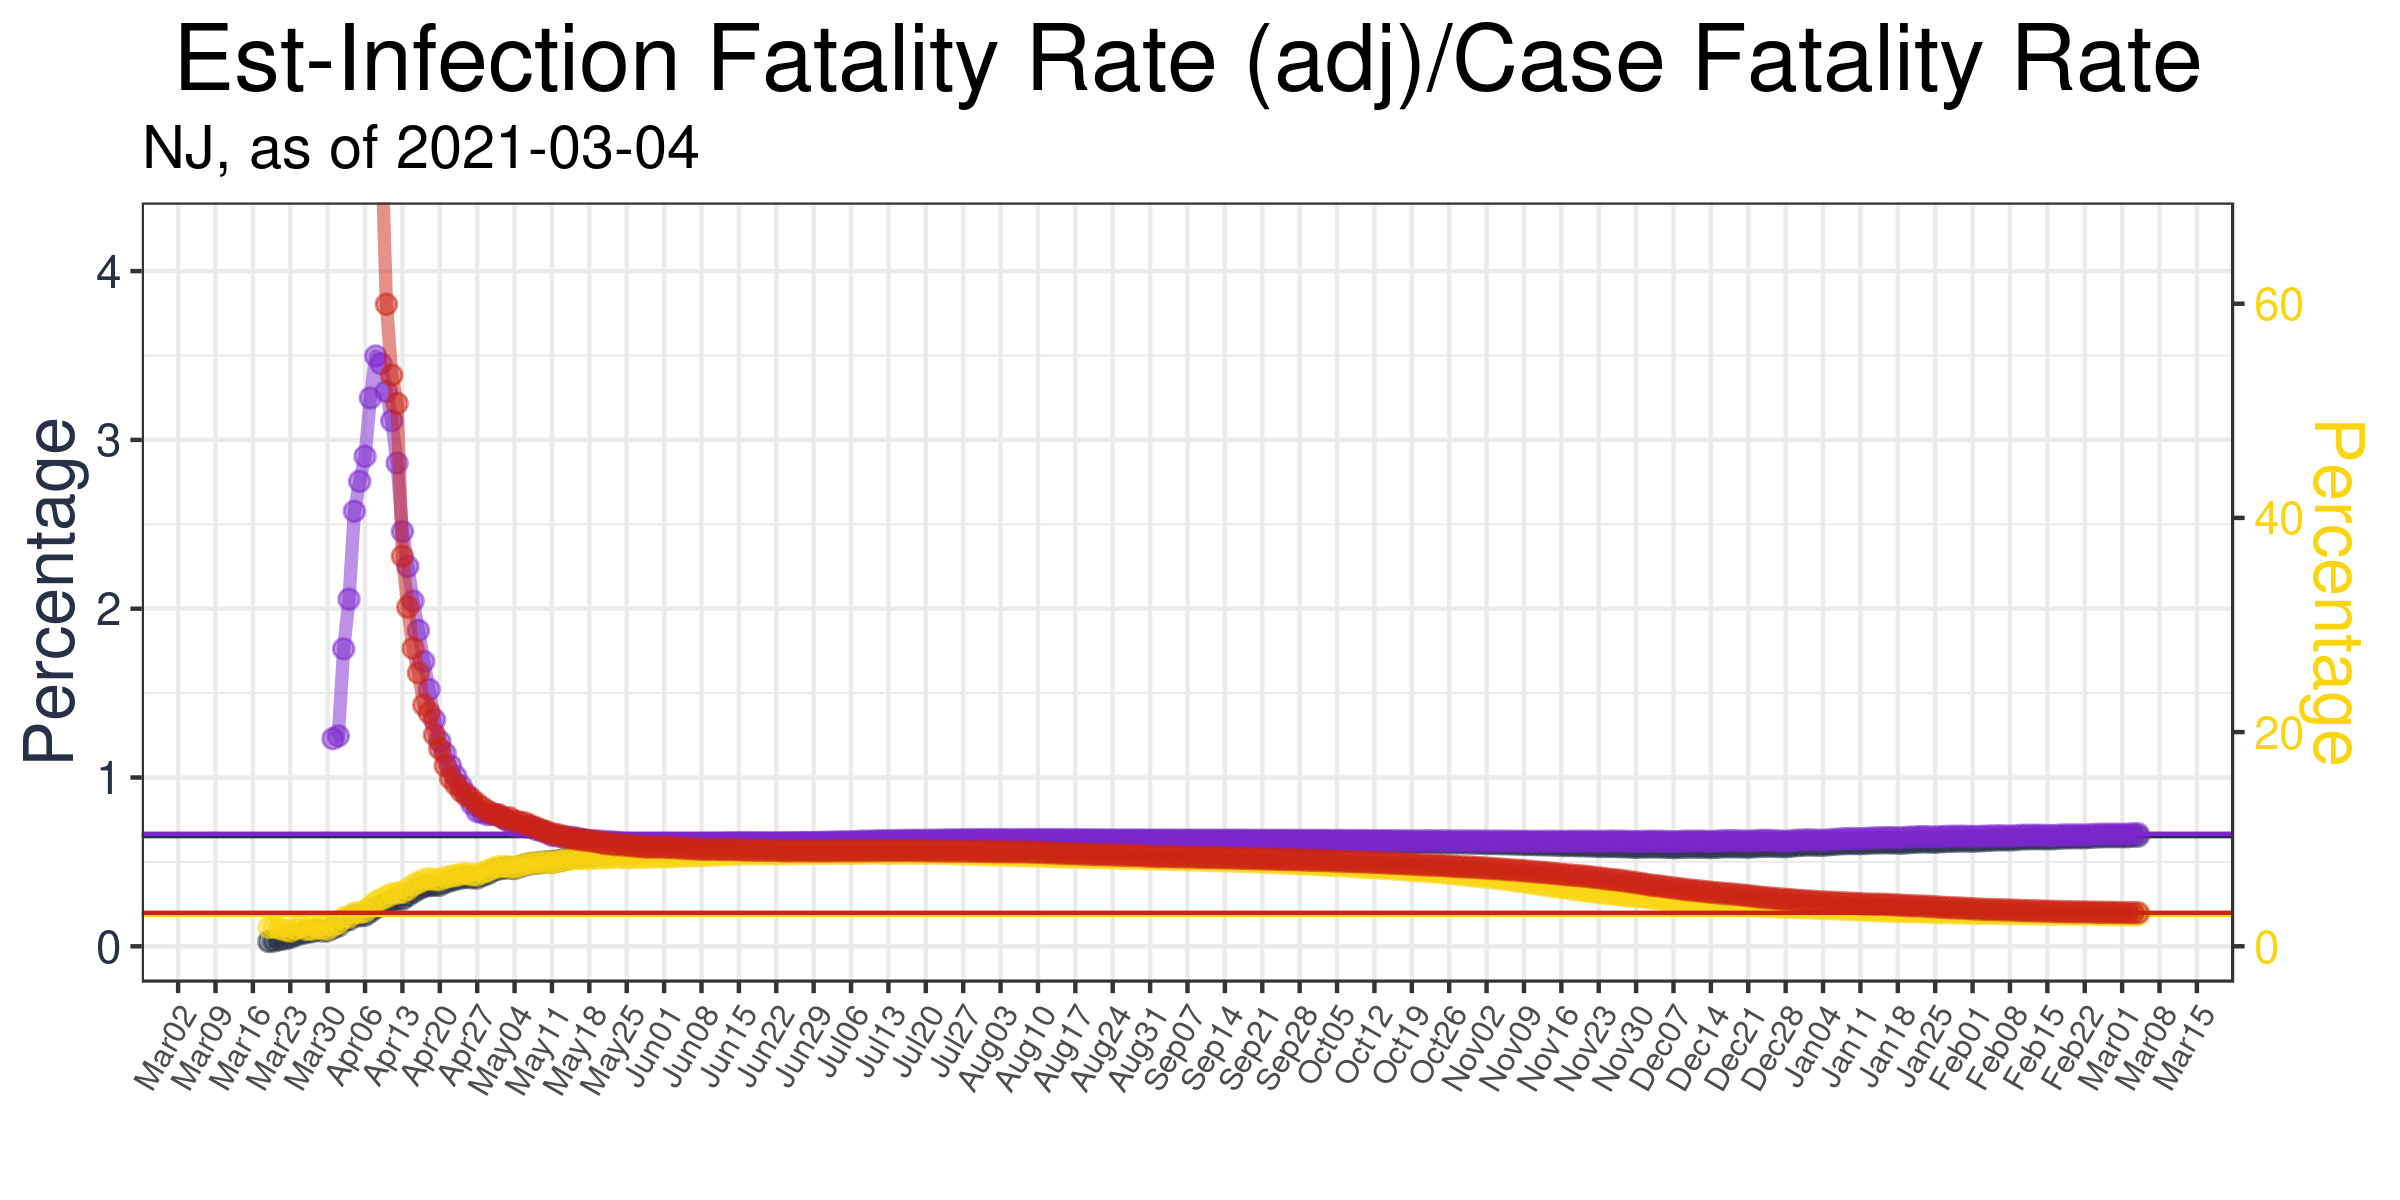 Est-Infection Fatality Rate (adj)/Case Fatality Rate
NJ, as of 2021-03-04
Percentage
4
3
2
1
0
60
40
20
0
Percentage
Mar02
Mar09
Mar16
Mar23
Mar30
Apr06
Apr13
Apr20
Apr27
May04
May11
May18
May25
Jun01
Jun08
Jun15
Jun22
Jun29
Jul06
Jul13
Jul20
Jul27
Aug03
Aug10
Aug17
Aug24
Aug31
Sep07
Sep14
Sep21
Sep28
Oct05
Oct12
Oct19
Oct26
Nov02
Nov09
Nov16
Nov23
Nov30
Dec07
Dec14
Dec21
Dec28
Jan04
Jan11
Jan18
Jan25
Feb01
Feb08
Feb15
Feb22
Mar01
Mar08
Mar15